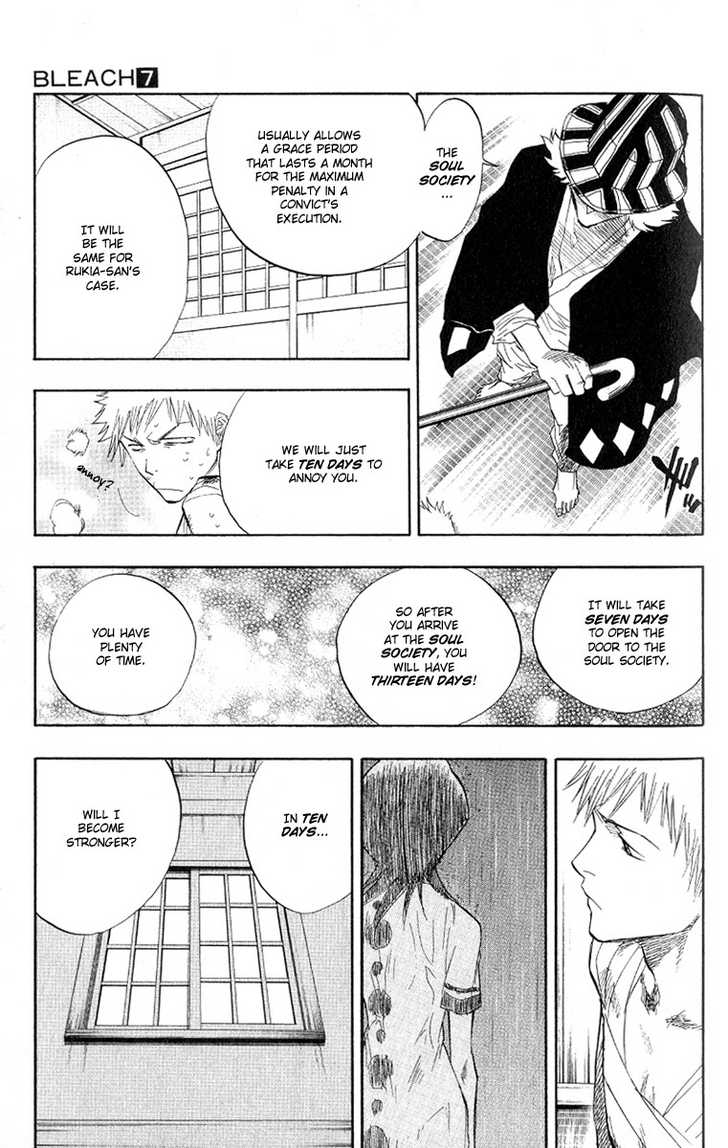 BLEACH 7
THE
SOUL
SOCIETY
...
USUALLY ALLOWS
A GRACE PERIOD
THAT LASTS A MONTH
FOR THE MAXIMUM
PENALTY IN A
CONVICT'S
EXECUTION.
IT WILL
BE THE
SAME FOR
RUKIA-SAN'S
CASE.
WE WILL JUST
TAKE TEN DAYS TO
ANNOY YOU.
annoy?
IT WILL TAKE
SEVEN DAYS
TO OPEN THE
DOOR TO THE
SOUL SOCIETY.
SO AFTER
YOU ARRIVE
AT THE SOUL
SOCIETY, YOU
WILL HAVE
THIRTEEN DAYS!
YOU HAVE
PLENTY
OF TIME.
IN TEN
DAYS...
WILL I
BECOME
STRONGER?